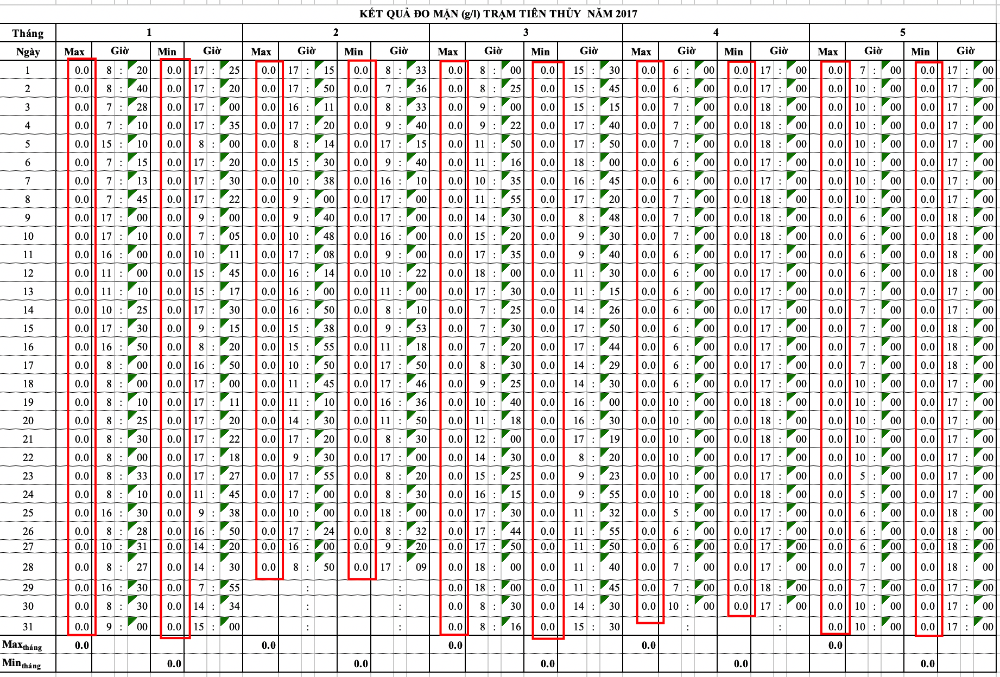 KẾT QUẢ ĐO MẶN (g/l) TRẠM TIÊN THỦY NĂM 2017
Tháng 1 2 3 4 5
Ngày Max Giờ Min Giờ Max Giờ Min Giờ Max Giờ Min Giờ Max Giờ Min Giờ Max Giờ Min Giờ
1 0.0 8 : 20 0.0 17 : 25 0.0 17 : 15 0.0 8 : 33 0.0 8 : 00 0.0 15 : 30 0.0 6 : 00 0.0 17 : 00 0.0 7 : 00 0.0 17 : 00
2 0.0 8 : 40 0.0 17 : 20 0.0 17 : 50 0.0 7 : 36 0.0 8 : 25 0.0 15 : 45 0.0 6 : 00 0.0 17 : 00 0.0 10 : 00 0.0 17 : 00
3 0.0 7 : 28 0.0 17 : 00 0.0 16 : 11 0.0 8 : 33 0.0 9 : 00 0.0 15 : 15 0.0 7 : 00 0.0 18 : 00 0.0 10 : 00 0.0 17 : 00
4 0.0 7 : 10 0.0 17 : 35 0.0 17 : 20 0.0 9 : 40 0.0 9 : 22 0.0 17 : 40 0.0 7 : 00 0.0 18 : 00 0.0 10 : 00 0.0 17 : 00
5 0.0 15 : 10 0.0 8 : 00 0.0 8 : 14 0.0 17 : 15 0.0 11 : 50 0.0 17 : 50 0.0 7 : 00 0.0 18 : 00 0.0 10 : 00 0.0 17 : 00
6 0.0 7 : 15 0.0 17 : 20 0.0 15 : 30 0.0 9 : 40 0.0 11 : 16 0.0 18 : 00 0.0 6 : 00 0.0 17 : 00 0.0 10 : 00 0.0 17 : 00
7 0.0 7 : 13 0.0 17 : 30 0.0 10 : 38 0.0 16 : 10 0.0 10 : 35 0.0 16 : 45 0.0 6 : 00 0.0 17 : 00 0.0 10 : 00 0.0 17 : 00
8 0.0 7 : 45 0.0 17 : 22 0.0 9 : 00 0.0 17 : 00 0.0 11 : 55 0.0 17 : 20 0.0 7 : 00 0.0 18 : 00 0.0 10 : 00 0.0 17 : 00
9 0.0 17 : 00 0.0 9 : 00 0.0 9 : 40 0.0 17 : 00 0.0 14 : 30 0.0 8 : 48 0.0 7 : 00 0.0 18 : 00 0.0 6 : 00 0.0 18 : 00
10 0.0 17 : 10 0.0 7 : 05 0.0 10 : 48 0.0 16 : 00 0.0 15 : 20 0.0 9 : 30 0.0 7 : 00 0.0 18 : 00 0.0 6 : 00 0.0 18 : 00
11 0.0 16 : 00 0.0 10 : 11 0.0 17 : 08 0.0 9 : 00 0.0 17 : 35 0.0 9 : 40 0.0 6 : 00 0.0 17 : 00 0.0 6 : 00 0.0 18 : 00
12 0.0 11 : 00 0.0 15 : 45 0.0 16 : 14 0.0 10 : 22 0.0 18 : 00 0.0 11 : 30 0.0 6 : 00 0.0 17 : 00 0.0 6 : 00 0.0 18 : 00
13 0.0 11 : 10 0.0 15 : 17 0.0 16 : 00 0.0 11 : 00 0.0 17 : 30 0.0 11 : 15 0.0 6 : 00 0.0 17 : 00 0.0 7 : 00 0.0 17 : 00
14 0.0 10 : 25 0.0 17 : 30 0.0 16 : 50 0.0 8 : 10 0.0 7 : 25 0.0 14 : 26 0.0 6 : 00 0.0 17 : 00 0.0 7 : 00 0.0 17 : 00
15 0.0 17 : 30 0.0 9 : 15 0.0 15 : 38 0.0 9 : 53 0.0 7 : 30 0.0 17 : 50 0.0 6 : 00 0.0 17 : 00 0.0 7 : 00 0.0 18 : 00
16 0.0 16 : 50 0.0 8 : 20 0.0 15 : 55 0.0 11 : 18 0.0 7 : 20 0.0 17 : 44 0.0 6 : 00 0.0 17 : 00 0.0 7 : 00 0.0 18 : 00
17 0.0 8 : 00 0.0 16 : 50 0.0 10 : 50 0.0 17 : 50 0.0 8 : 30 0.0 14 : 29 0.0 6 : 00 0.0 17 : 00 0.0 7 : 00 0.0 18 : 00
18 0.0 8 : 00 0.0 17 : 00 0.0 11 : 45 0.0 17 : 46 0.0 9 : 25 0.0 14 : 30 0.0 6 : 00 0.0 17 : 00 0.0 10 : 00 0.0 17 : 00
19 0.0 8 : 10 0.0 17 : 11 0.0 11 : 10 0.0 16 : 36 0.0 10 : 40 0.0 16 : 00 0.0 10 : 00 0.0 18 : 00 0.0 10 : 00 0.0 17 : 00
20 0.0 8 : 25 0.0 17 : 20 0.0 14 : 30 0.0 11 : 50 0.0 11 : 18 0.0 16 : 30 0.0 10 : 00 0.0 18 : 00 0.0 10 : 00 0.0 17 : 00
21 0.0 8 : 30 0.0 17 : 22 0.0 17 : 20 0.0 8 : 30 0.0 12 : 00 0.0 17 : 19 0.0 10 : 00 0.0 18 : 00 0.0 10 : 00 0.0 17 : 00
22 0.0 8 : 00 0.0 17 : 18 0.0 9 : 30 0.0 17 : 00 0.0 14 : 30 0.0 8 : 20 0.0 10 : 00 0.0 17 : 00 0.0 10 : 00 0.0 17 : 00
23 0.0 8 : 33 0.0 17 : 27 0.0 17 : 55 0.0 8 : 20 0.0 15 : 25 0.0 9 : 23 0.0 10 : 00 0.0 17 : 00 0.0 5 : 00 0.0 17 : 00
24 0.0 8 : 10 0.0 11 : 45 0.0 17 : 00 0.0 8 : 30 0.0 16 : 15 0.0 9 : 55 0.0 10 : 00 0.0 18 : 00 0.0 5 : 00 0.0 17 : 00
25 0.0 16 : 30 0.0 9 : 38 0.0 10 : 00 0.0 18 : 00 0.0 17 : 30 0.0 11 : 32 0.0 5 : 00 0.0 17 : 00 0.0 6 : 00 0.0 18 : 00
26 0.0 8 : 28 0.0 16 : 50 0.0 17 : 24 0.0 8 : 32 0.0 17 : 44 0.0 11 : 55 0.0 6 : 00 0.0 17 : 00 0.0 6 : 00 0.0 18 : 00
27 0.0 10 : 31 0.0 14 : 20 0.0 16 : 00 0.0 9 : 20 0.0 17 : 50 0.0 11 : 50 0.0 6 : 00 0.0 17 : 00 0.0 6 : 00 0.0 18 : 00
28 0.0 8 : 27 0.0 14 : 30 0.0 8 : 50 0.0 17 : 09 0.0 18 : 00 0.0 11 : 40 0.0 7 : 00 0.0 17 : 00 0.0 7 : 00 0.0 18 : 00
29 0.0 16 : 30 0.0 7 : 55 : : 0.0 18 : 00 0.0 11 : 45 0.0 7 : 00 0.0 18 : 00 0.0 7 : 00 0.0 17 : 00
30 0.0 8 : 30 0.0 14 : 34 : : 0.0 8 : 30 0.0 14 : 30 0.0 10 : 00 0.0 17 : 00 0.0 10 : 00 0.0 17 : 00
31 0.0 9 : 00 0.0 15 : 00 : : 0.0 8 : 16 0.0 15 : 30 : : 0.0 10 : 00 0.0 17 : 00
Max tháng 0.0 0.0 0.0 0.0 0.0
Min tháng 0.0 0.0 0.0 0.0 0.0